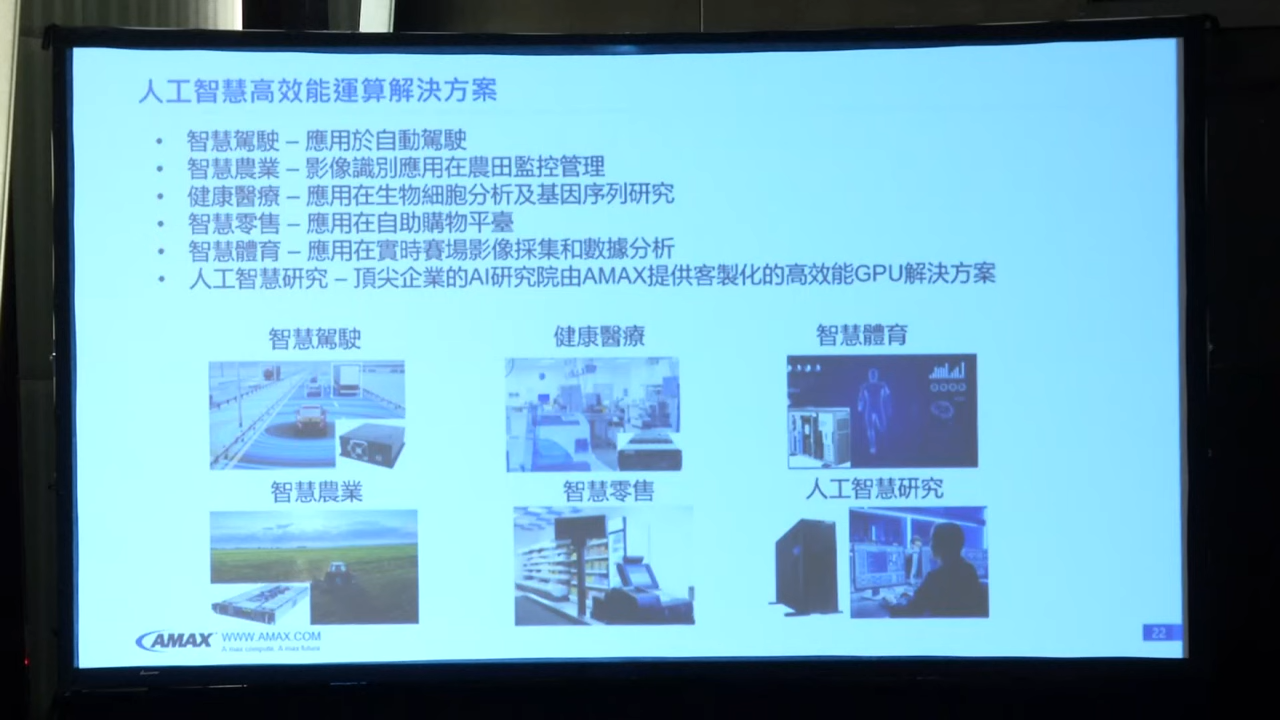 人工智慧高效能運算解決方案
• 智慧駕駛 – 應用於自動駕駛
• 智慧農業 – 影像識別應用在農田監控管理
• 健康醫療 – 應用在生物細胞分析及基因序列研究
• 智慧零售 – 應用在自助購物平臺
• 智慧體育 – 應用在實時賽場影像採集和數據分析
• 人工智慧研究 – 頂尖企業的AI研究院由AMAX提供客製化的高效能GPU解決方案
智慧駕駛
健康醫療
智慧體育
智慧農業
智慧零售
人工智慧研究
AMAX
WWW.AMAX.COM
A max compute. A max future
22